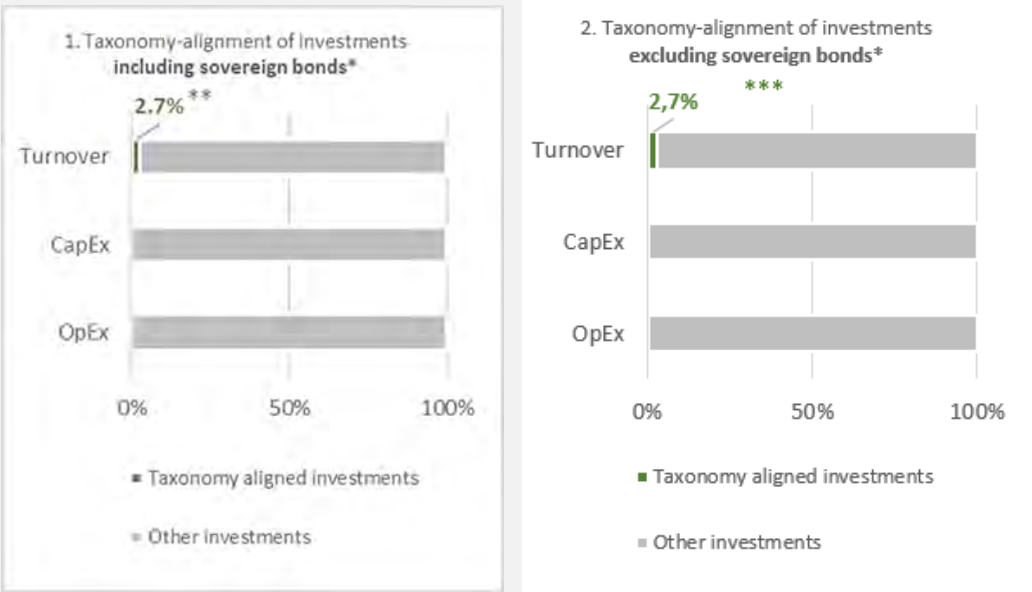 1. Taxonomy-alignment of investments
including sovereign bonds*
2.7% **
Turnover
CapEx
OpEx
0% 50% 100%
Taxonomy aligned investments
Other investments
2. Taxonomy-alignment of investments
excluding sovereign bonds*
***
2,7%
Turnover
CapEx
OpEx
0% 50% 100%
Taxonomy aligned investments
Other investments